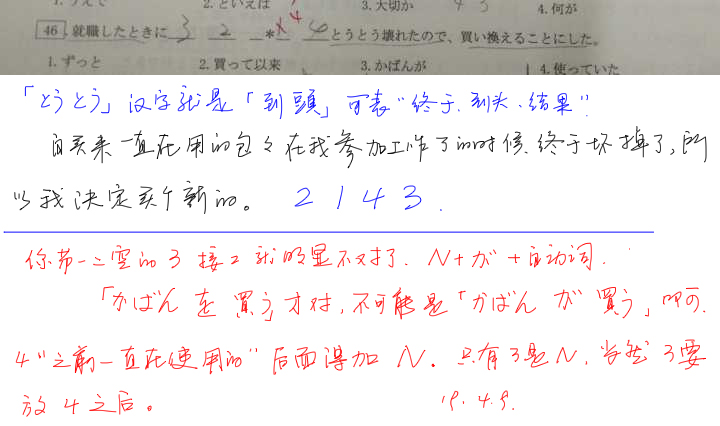 1. うえて 2. といえは 3. 大切か 4. 何が
46 就職したときに 3 2 *x4 4 とうとう壊れたので、買い換えることにした。
1. ずっと 2. 買って以来 3. かばんが 4. 使っていた
「とうとう」汉字就是「到頭」可表“终于、到头、结果”
自买来一直在用的包包在我参加工作了的时候,终于坏掉了,所
以我决定买个新的。 2 1 4 3.
你第一二空的3接2就明显不对了. N+が+自动词.
「かばんを買う」才对,不可能是「かばんが買う」
4“之前一直在使用的”后面得加N. 只有3是N,当然3要
放4之后。 19.4.9.